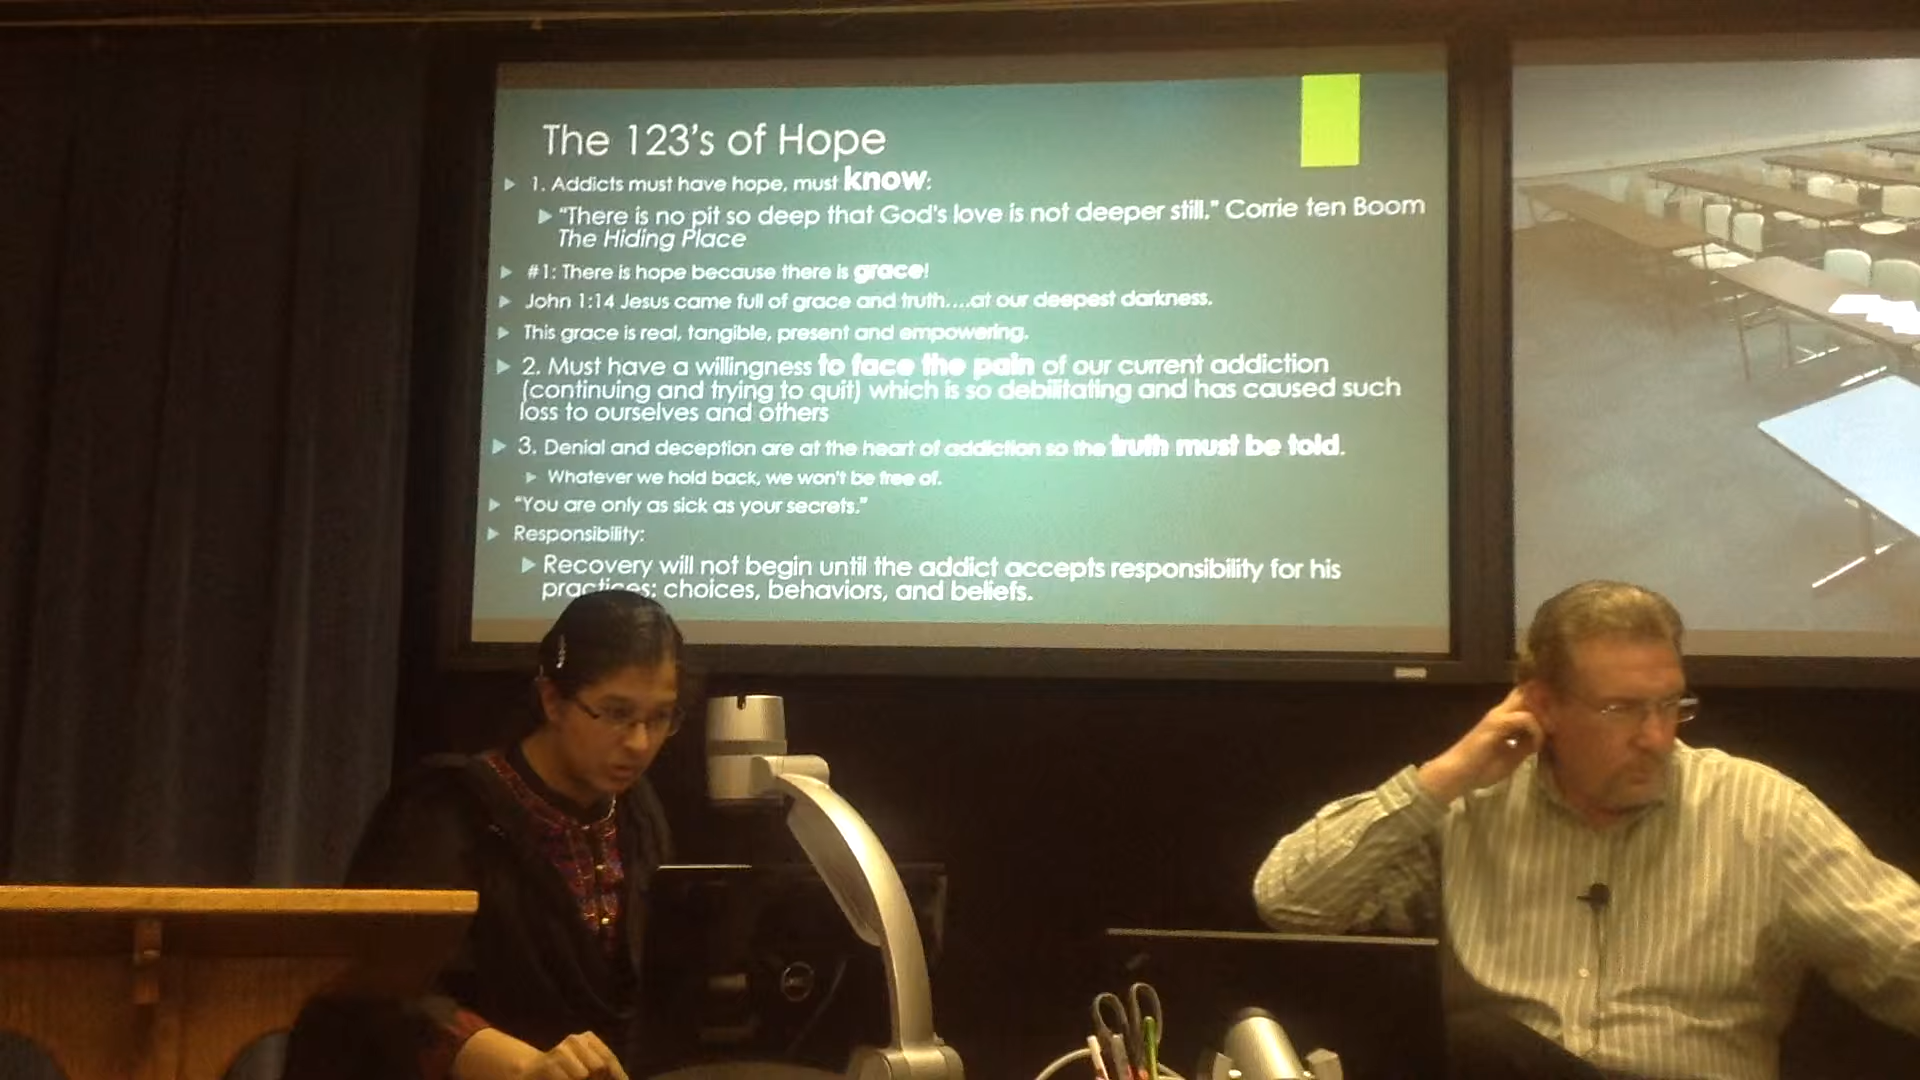 The 123's of Hope
1. Addicts must have hope, must know:
"There is no pit so deep that God's love is not deeper still." Corrie ten Boom
The Hiding Place
#1: There is hope because there is grace!
John 1:14 Jesus came full of grace and truth....at our deepest darkness.
This grace is real, tangible, present and empowering.
2. Must have a willingness to face the pain of our current addiction
(continuing and trying to quit) which is so debilitating and has caused such
loss to ourselves and others
3. Denial and deception are at the heart of addiction so the truth must be told.
Whatever we hold back, we won't be free of.
"You are only as sick as your secrets."
Responsibility:
Recovery will not begin until the addict accepts responsibility for his
practices: choices, behaviors, and beliefs.